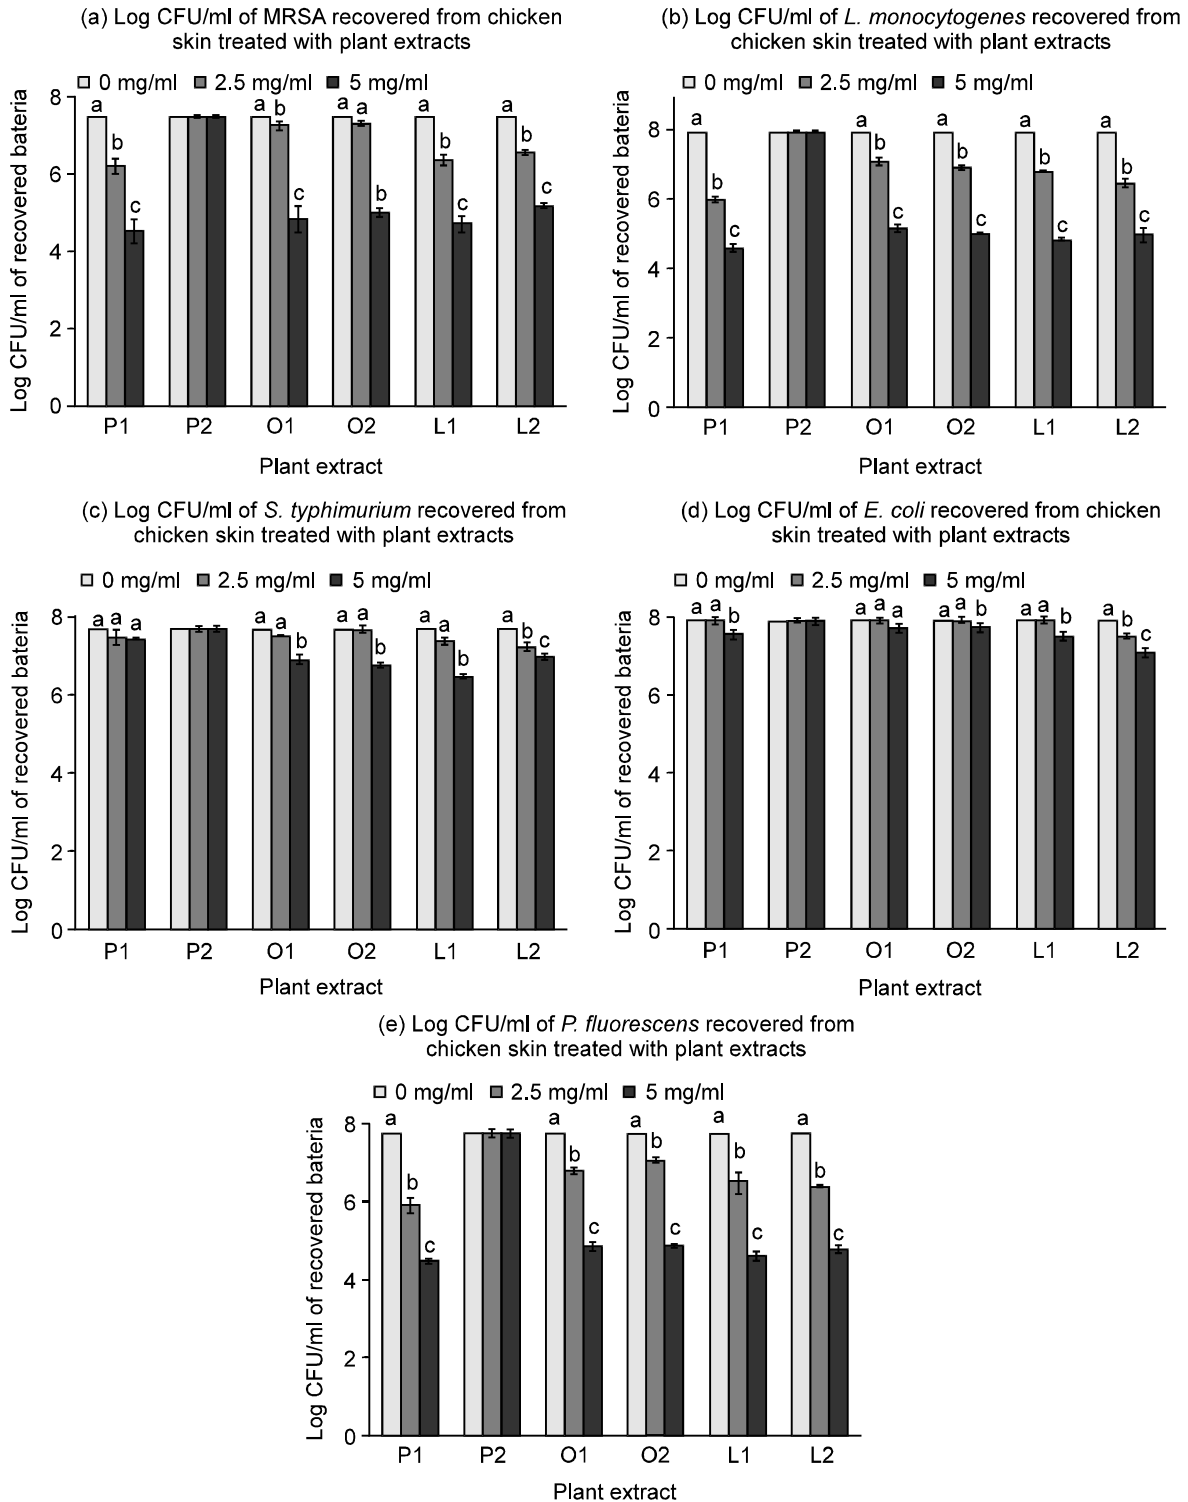 (a) Log CFU/ml of MRSA recovered from chicken
skin treated with plant extracts
0 mg/ml 2.5 mg/ml 5 mg/ml
Log CFU/ml of recovered bateria
8
6
4
2
0
a b c
a b c
a a b c
a b c
a b c
P1 P2 O1 O2 L1 L2
Plant extract
(b) Log CFU/ml of L. monocytogenes recovered from
chicken skin treated with plant extracts
0 mg/ml 2.5 mg/ml 5 mg/ml
Log CFU/ml of recovered bateria
8
6
4
2
0
a b c
a b c
a b c
a b c
a b c
P1 P2 O1 O2 L1 L2
Plant extract
(c) Log CFU/ml of S. typhimurium recovered from
chicken skin treated with plant extracts
0 mg/ml 2.5 mg/ml 5 mg/ml
Log CFU/ml of recovered bateria
8
6
4
2
0
a a a
a a b
a a b
a a b
a b c
P1 P2 O1 O2 L1 L2
Plant extract
(d) Log CFU/ml of E. coli recovered from chicken
skin treated with plant extracts
0 mg/ml 2.5 mg/ml 5 mg/ml
Log CFU/ml of recovered bateria
8
6
4
2
0
a a b
a a a
a a b
a a b
a b c
P1 P2 O1 O2 L1 L2
Plant extract
(e) Log CFU/ml of P. fluorescens recovered from
chicken skin treated with plant extracts
0 mg/ml 2.5 mg/ml 5 mg/ml
Log CFU/ml of recovered bateria
8
6
4
2
0
a b c
a b c
a b c
a b c
a b c
P1 P2 O1 O2 L1 L2
Plant extract